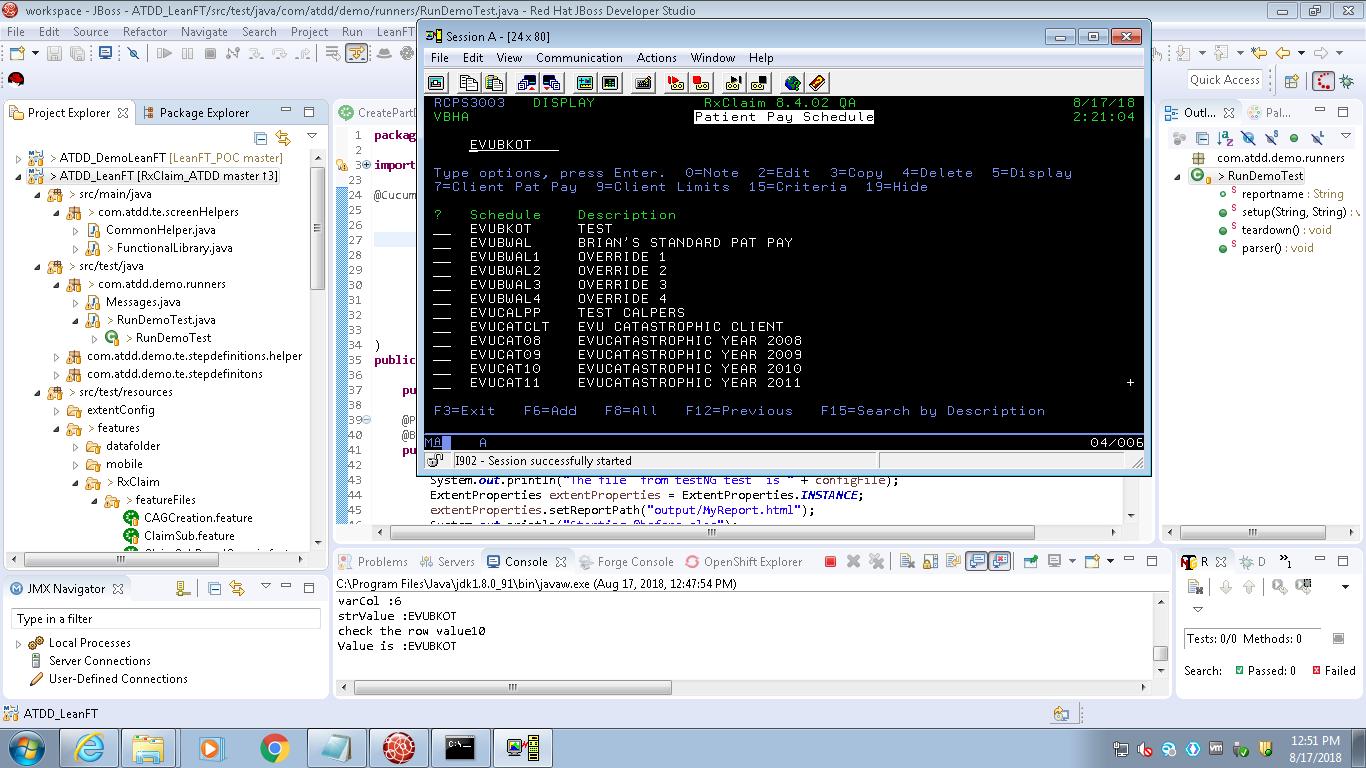 workspace - JBoss - ATDD_LeanFT/src/test/java/com/atdd/demo/runners/RunDemoTest.java - Red Hat JBoss Developer Studio
File Edit Source Refactor Navigate Search Project Run LeanFT
Quick Access
Project Explorer
Package Explorer
> ATDD_DemoLeanFT [LeanFT_POC master]
> ATDD_LeanFT [RxClaim_ATDD master ↑3]
> src/main/java
> com.atdd.te.screenHelpers
CommonHelper.java
> FunctionalLibrary.java
> src/test/java
> com.atdd.demo.runners
Messages.java
> RunDemoTest.java
> RunDemoTest
com.atdd.demo.te.stepdefinitions.helper
com.atdd.demo.te.stepdefinitons
> src/test/resources
extentConfig
> features
datafolder
mobile
> RxClaim
> featureFiles
CAGCreation.feature
ClaimSub.feature
1 packag
2
3 import
23
24 @Cucum
25
26
27
28
29
30
31
32
33
34 )
35 public
36
37 pu
38
39 @P
40 @B
41 pu
43 System.out.println("The file from testNG test is " + configFile);
44 ExtentProperties extentProperties = ExtentProperties.INSTANCE;
45 extentProperties.setReportPath("output/MyReport.html");
46
Session A - [24 x 80]
File Edit View Communication Actions Window Help
RCPS3003 DISPLAY RxClaim 8.4.02 QA 8/17/18
VBHA Patient Pay Schedule 2:21:04
EVUBKOT
Type options, press Enter. 0=Note 2=Edit 3=Copy 4=Delete 5=Display
7=Client Pat Pay 9=Client Limits 15=Criteria 19=Hide
? Schedule Description
EVUBKOT TEST
EVUBWAL BRIAN'S STANDARD PAT PAY
EVUBWAL1 OVERRIDE 1
EVUBWAL2 OVERRIDE 2
EVUBWAL3 OVERRIDE 3
EVUBWAL4 OVERRIDE 4
EVUCALPP TEST CALPERS
EVUCATCLT EVU CATASTROPHIC CLIENT
EVUCAT08 EVUCATASTROPHIC YEAR 2008
EVUCAT09 EVUCATASTROPHIC YEAR 2009
EVUCAT10 EVUCATASTROPHIC YEAR 2010
EVUCAT11 EVUCATASTROPHIC YEAR 2011 +
F3=Exit F6=Add F8=All F12=Previous F15=Search by Description
MA A 04/006
I902 - Session successfully started
Outl...
Pal...
com.atdd.demo.runners
> RunDemoTest
reportname : String
setup(String, String) : v
teardown() : void
parser() : void
JMX Navigator
Type in a filter
Local Processes
Server Connections
User-Defined Connections
Problems Servers Console Forge Console OpenShift Explorer
C:\Program Files\Java\jdk1.8.0_91\bin\javaw.exe (Aug 17, 2018, 12:47:54 PM)
varCol :6
strValue :EVUBKOT
check the row value10
Value is :EVUBKOT
R D »1
Tests: 0/0 Methods: 0
Search: Passed: 0 Failed
ATDD_LeanFT
12:51 PM
8/17/2018